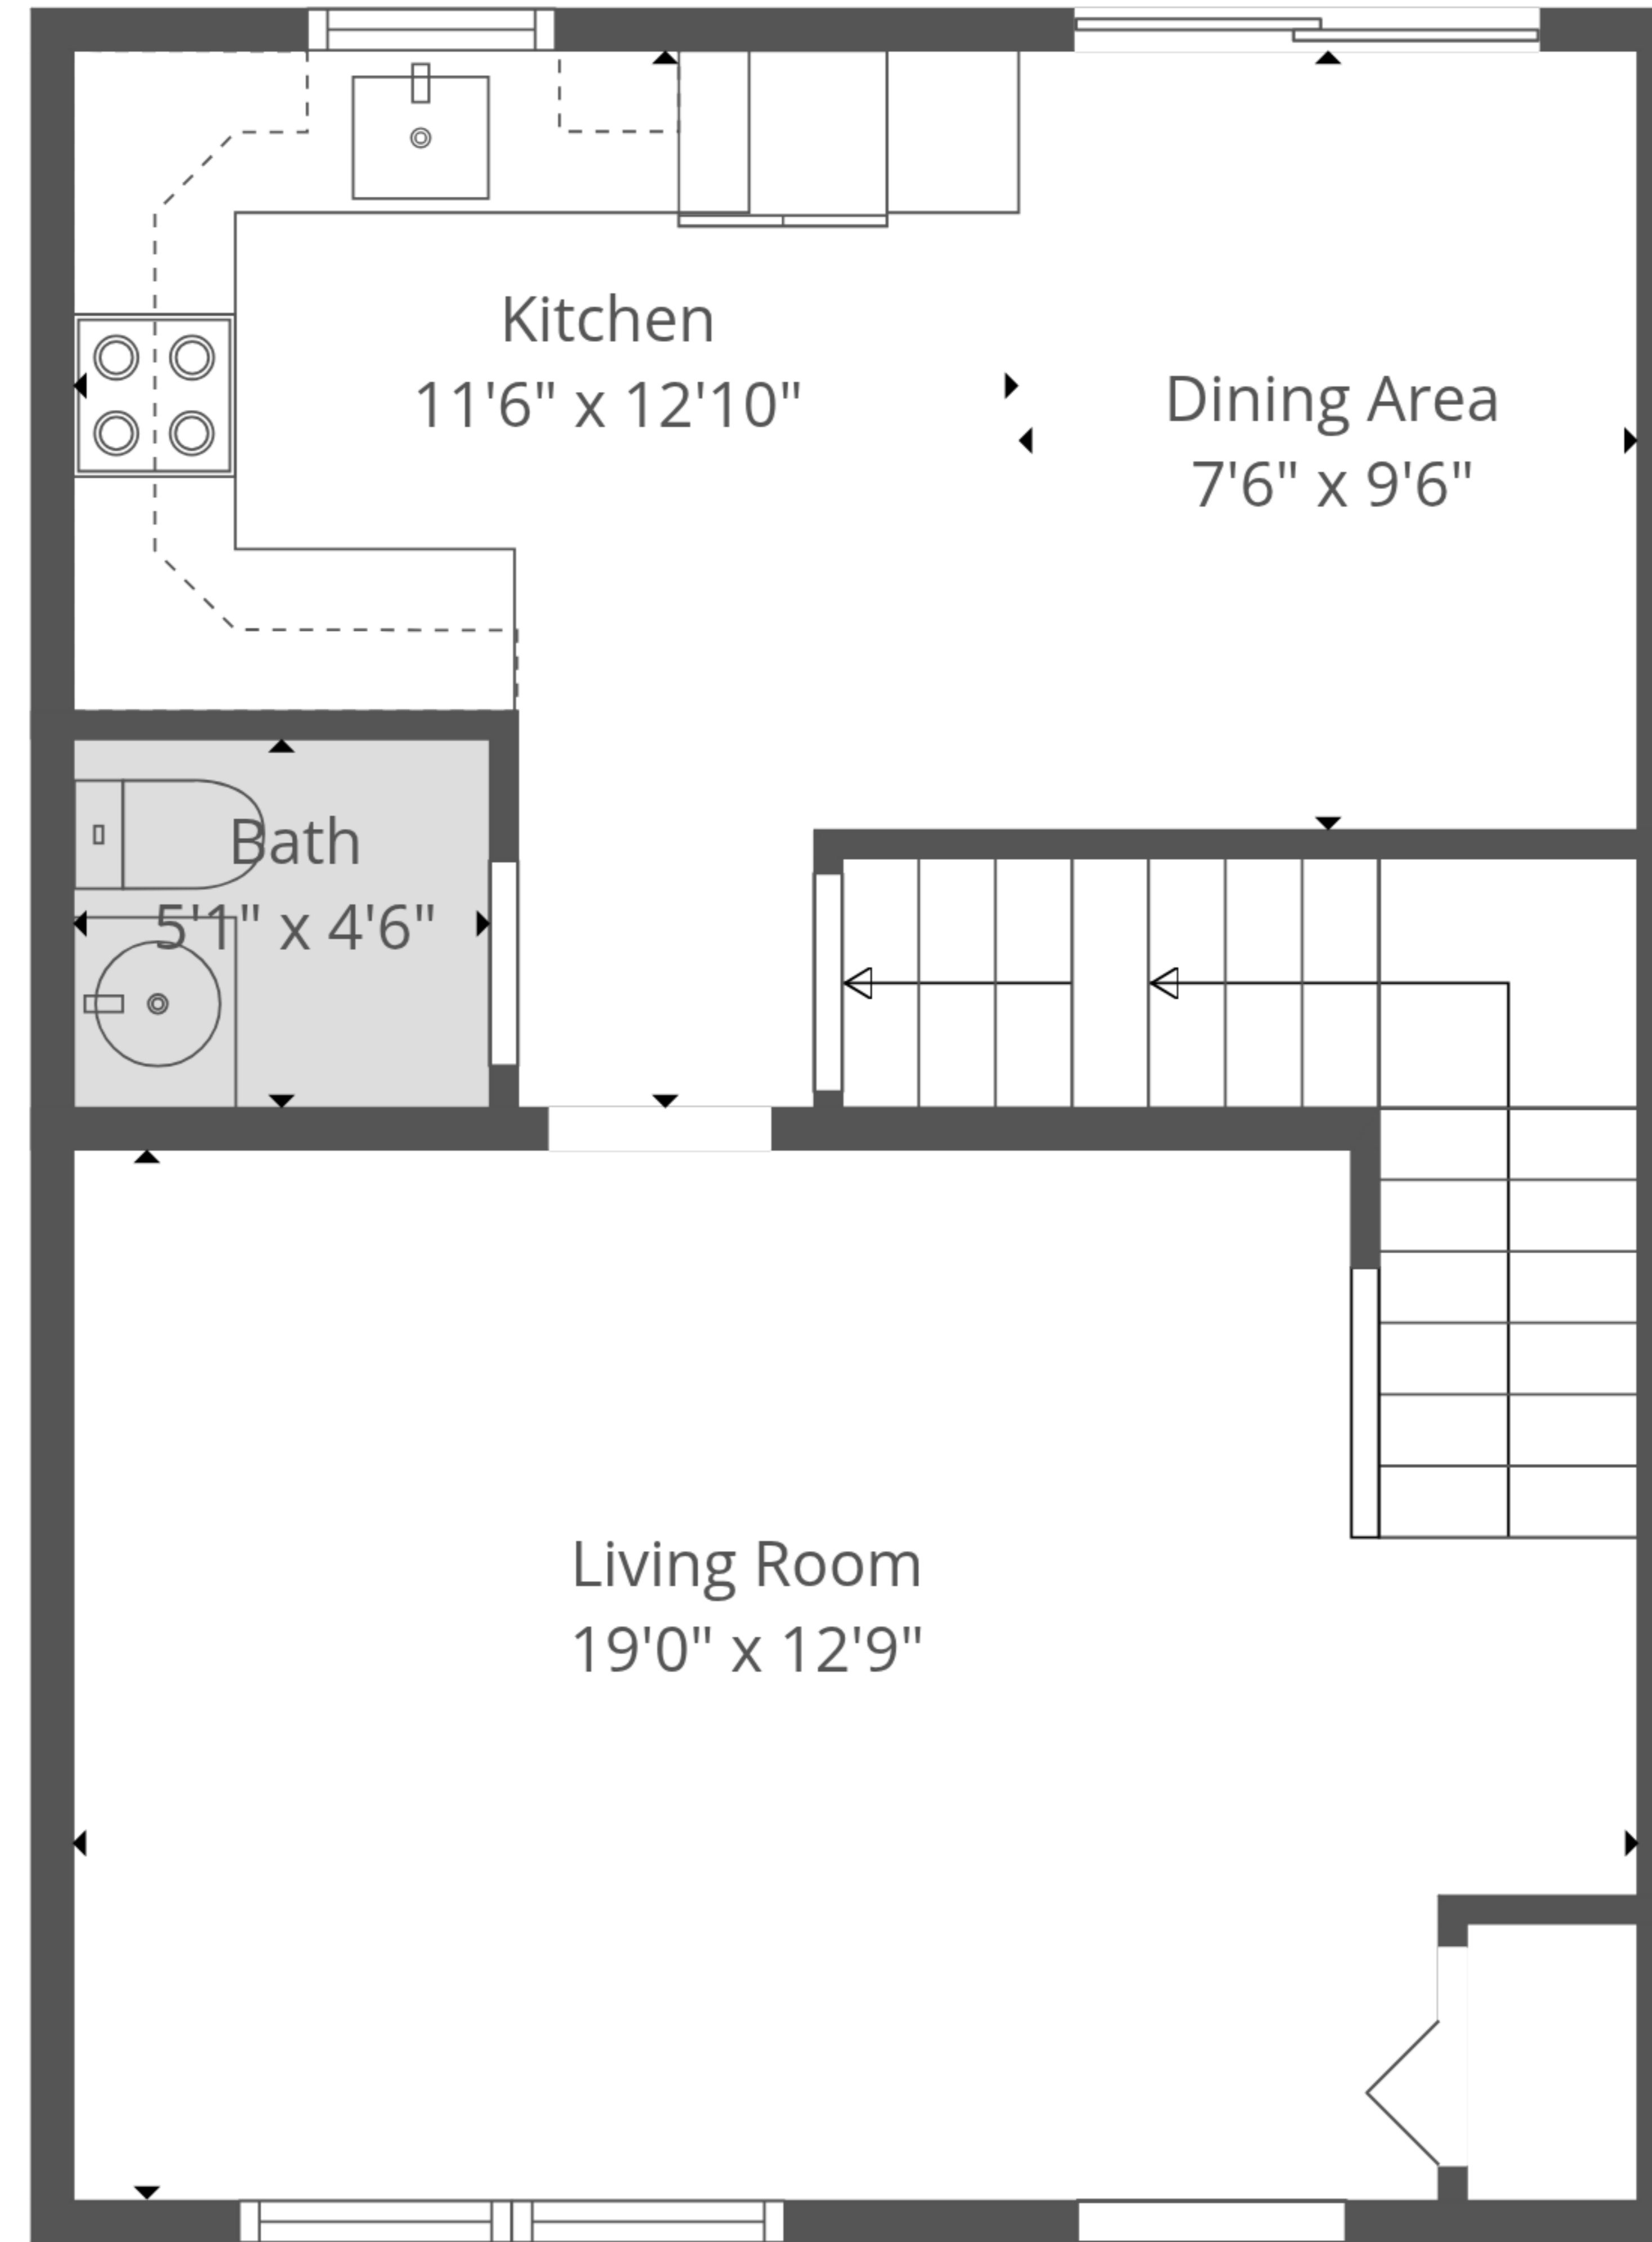 Kitchen
11'6" x 12'10"
Dining Area
7'6" x 9'6"
Bath
5'1" x 4'6"
Living Room
19'0" x 12'9"